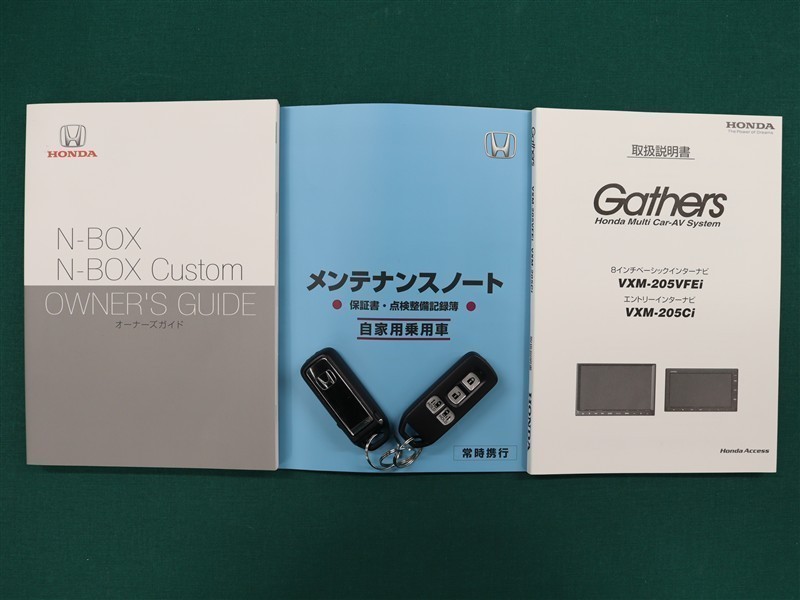 HONDA
N-BOX
N-BOX Custom
OWNER'S GUIDE
オーナーズガイド
メンテナンスノート
保証書・点検整備記録簿
自家用乗用車
常時携行
Gathers
HONDA
HONDA
The Power of Dreams
取扱説明書
Gathers
Honda Multi Car-AV System
8インチベーシックインターナビ
VXM-205VFEi
エントリーインターナビ
VXM-205Ci
Honda Access